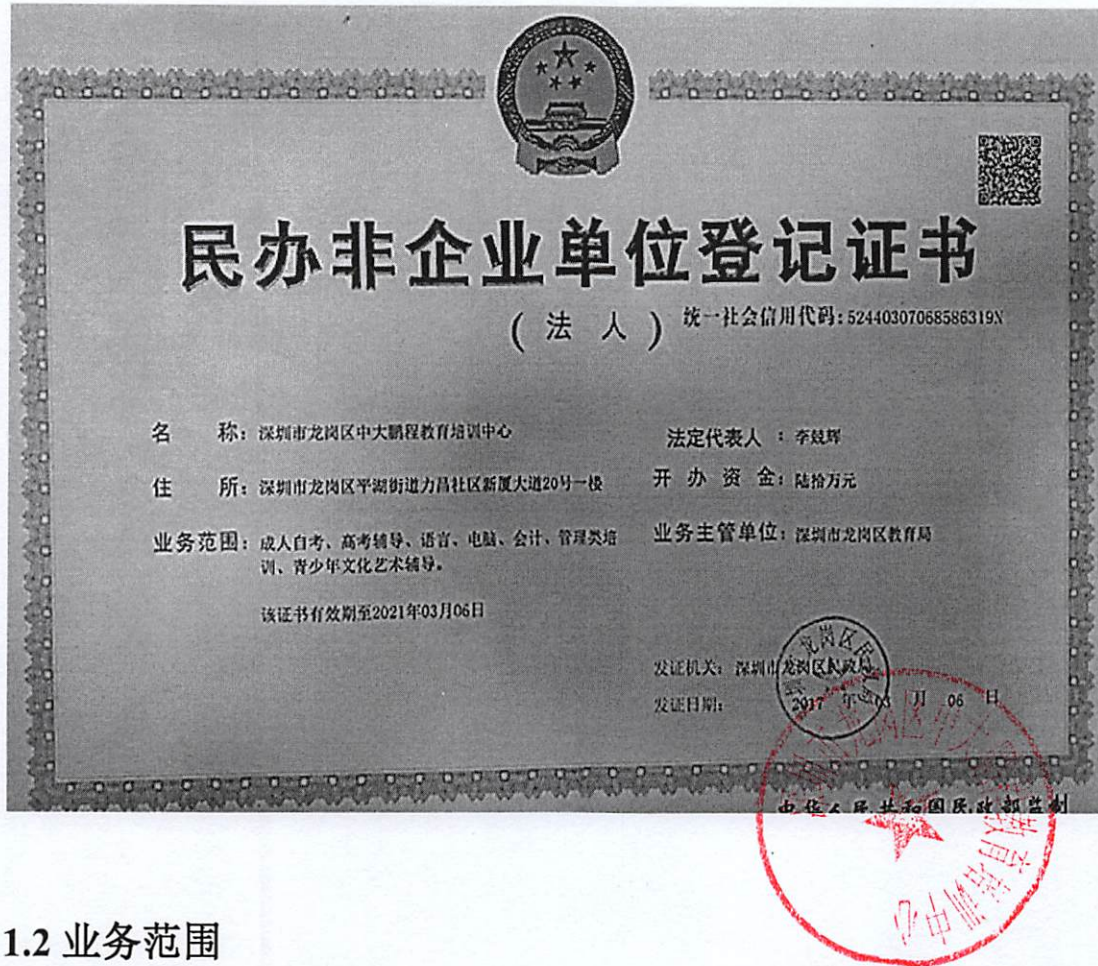 民办非企业单位登记证书
(法人)
统一社会信用代码:52440307068586319N
名 称:深圳市龙岗区中大鹏程教育培训中心
法定代表人:李兢辉
住 所:深圳市龙岗区平湖街道力昌社区新厦大道20号一楼
开办资金:陆拾万元
业务范围:成人自考、高考辅导、语言、电脑、会计、管理类培
训、青少年文化艺术辅导。
业务主管单位:深圳市龙岗区教育局
该证书有效期至2021年03月06日
发证机关:深圳市龙岗区民政局
发证日期: 2017 年 03 月 06 日
中华人民共和国民政部监制
1.2 业务范围